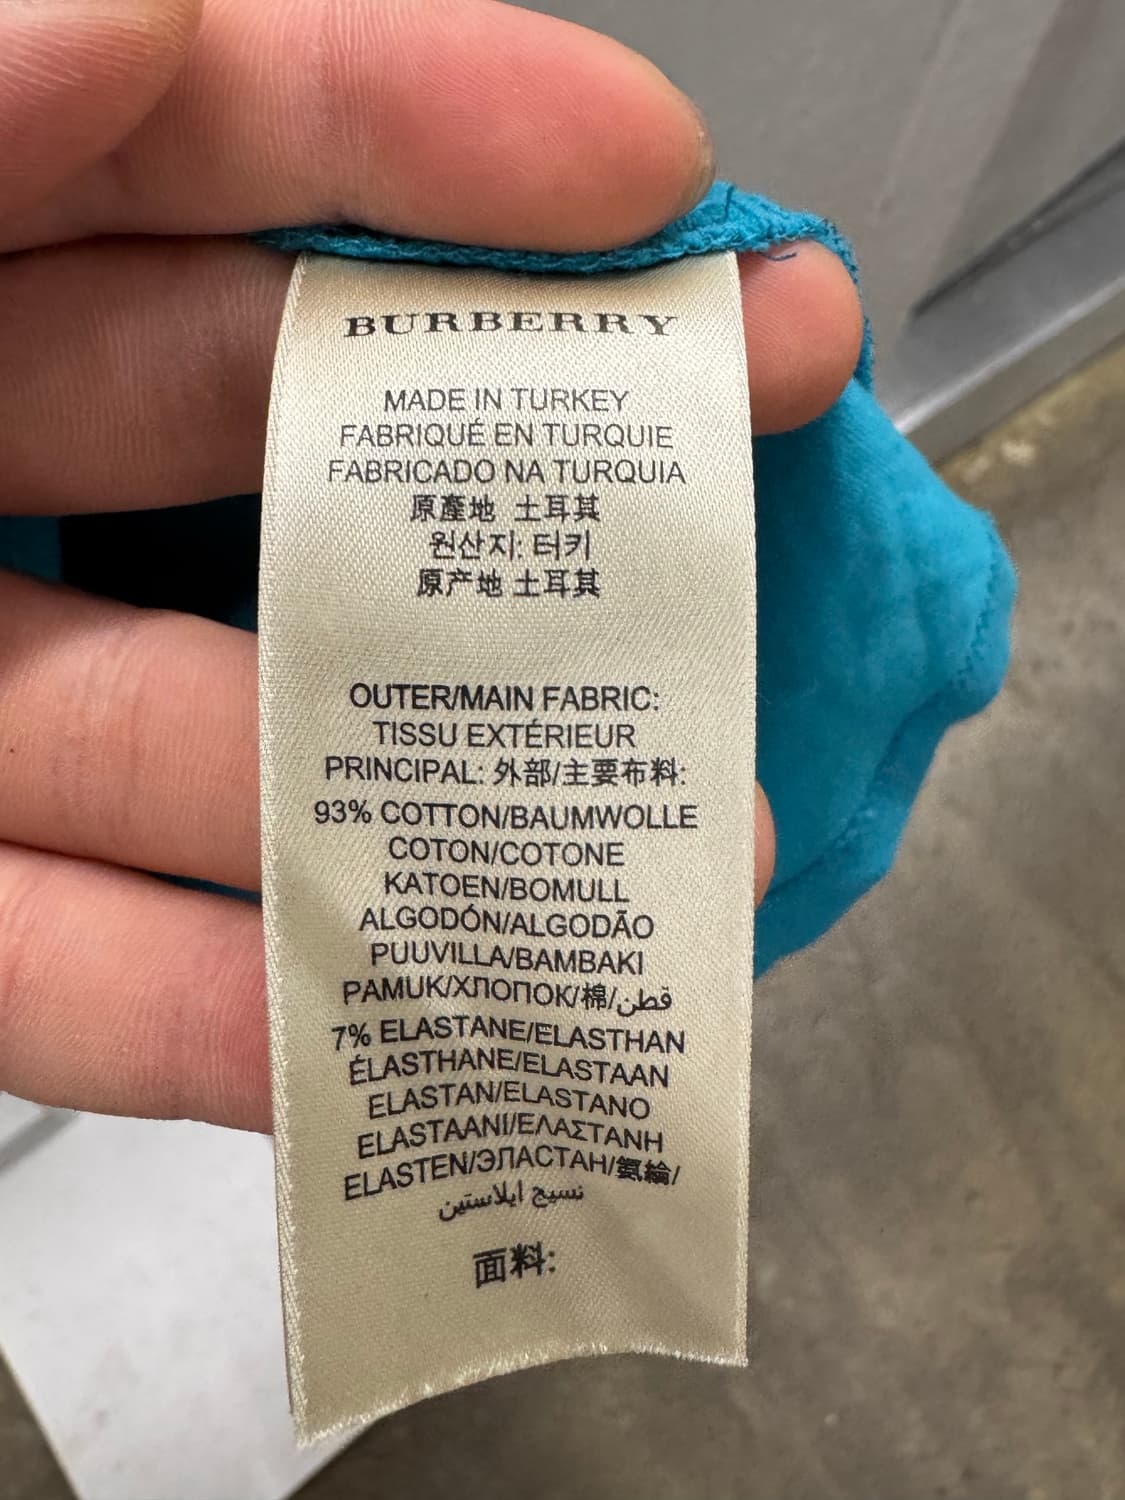 BURBERRY
MADE IN TURKEY
FABRIQUÉ EN TURQUIE
FABRICADO NA TURQUIA
原產地 土耳其
원산지: 터키
原产地 土耳其
OUTER/MAIN FABRIC:
TISSU EXTÉRIEUR
PRINCIPAL: 外部/主要布料:
93% COTTON/BAUMWOLLE
COTON/COTONE
KATOEN/BOMULL
ALGODÓN/ALGODÃO
PUUVILLA/BAMBAKI
PAMUK/ХЛОПОК/棉/قطن
7% ELASTANE/ELASTHAN
ÉLASTHANE/ELASTAAN
ELASTAN/ELASTANO
ELASTAANI/ΕΛΑΣΤΑΝΗ
ELASTEN/ЭЛАСТАН/氨綸/
نسيج ايلاستين
面料: